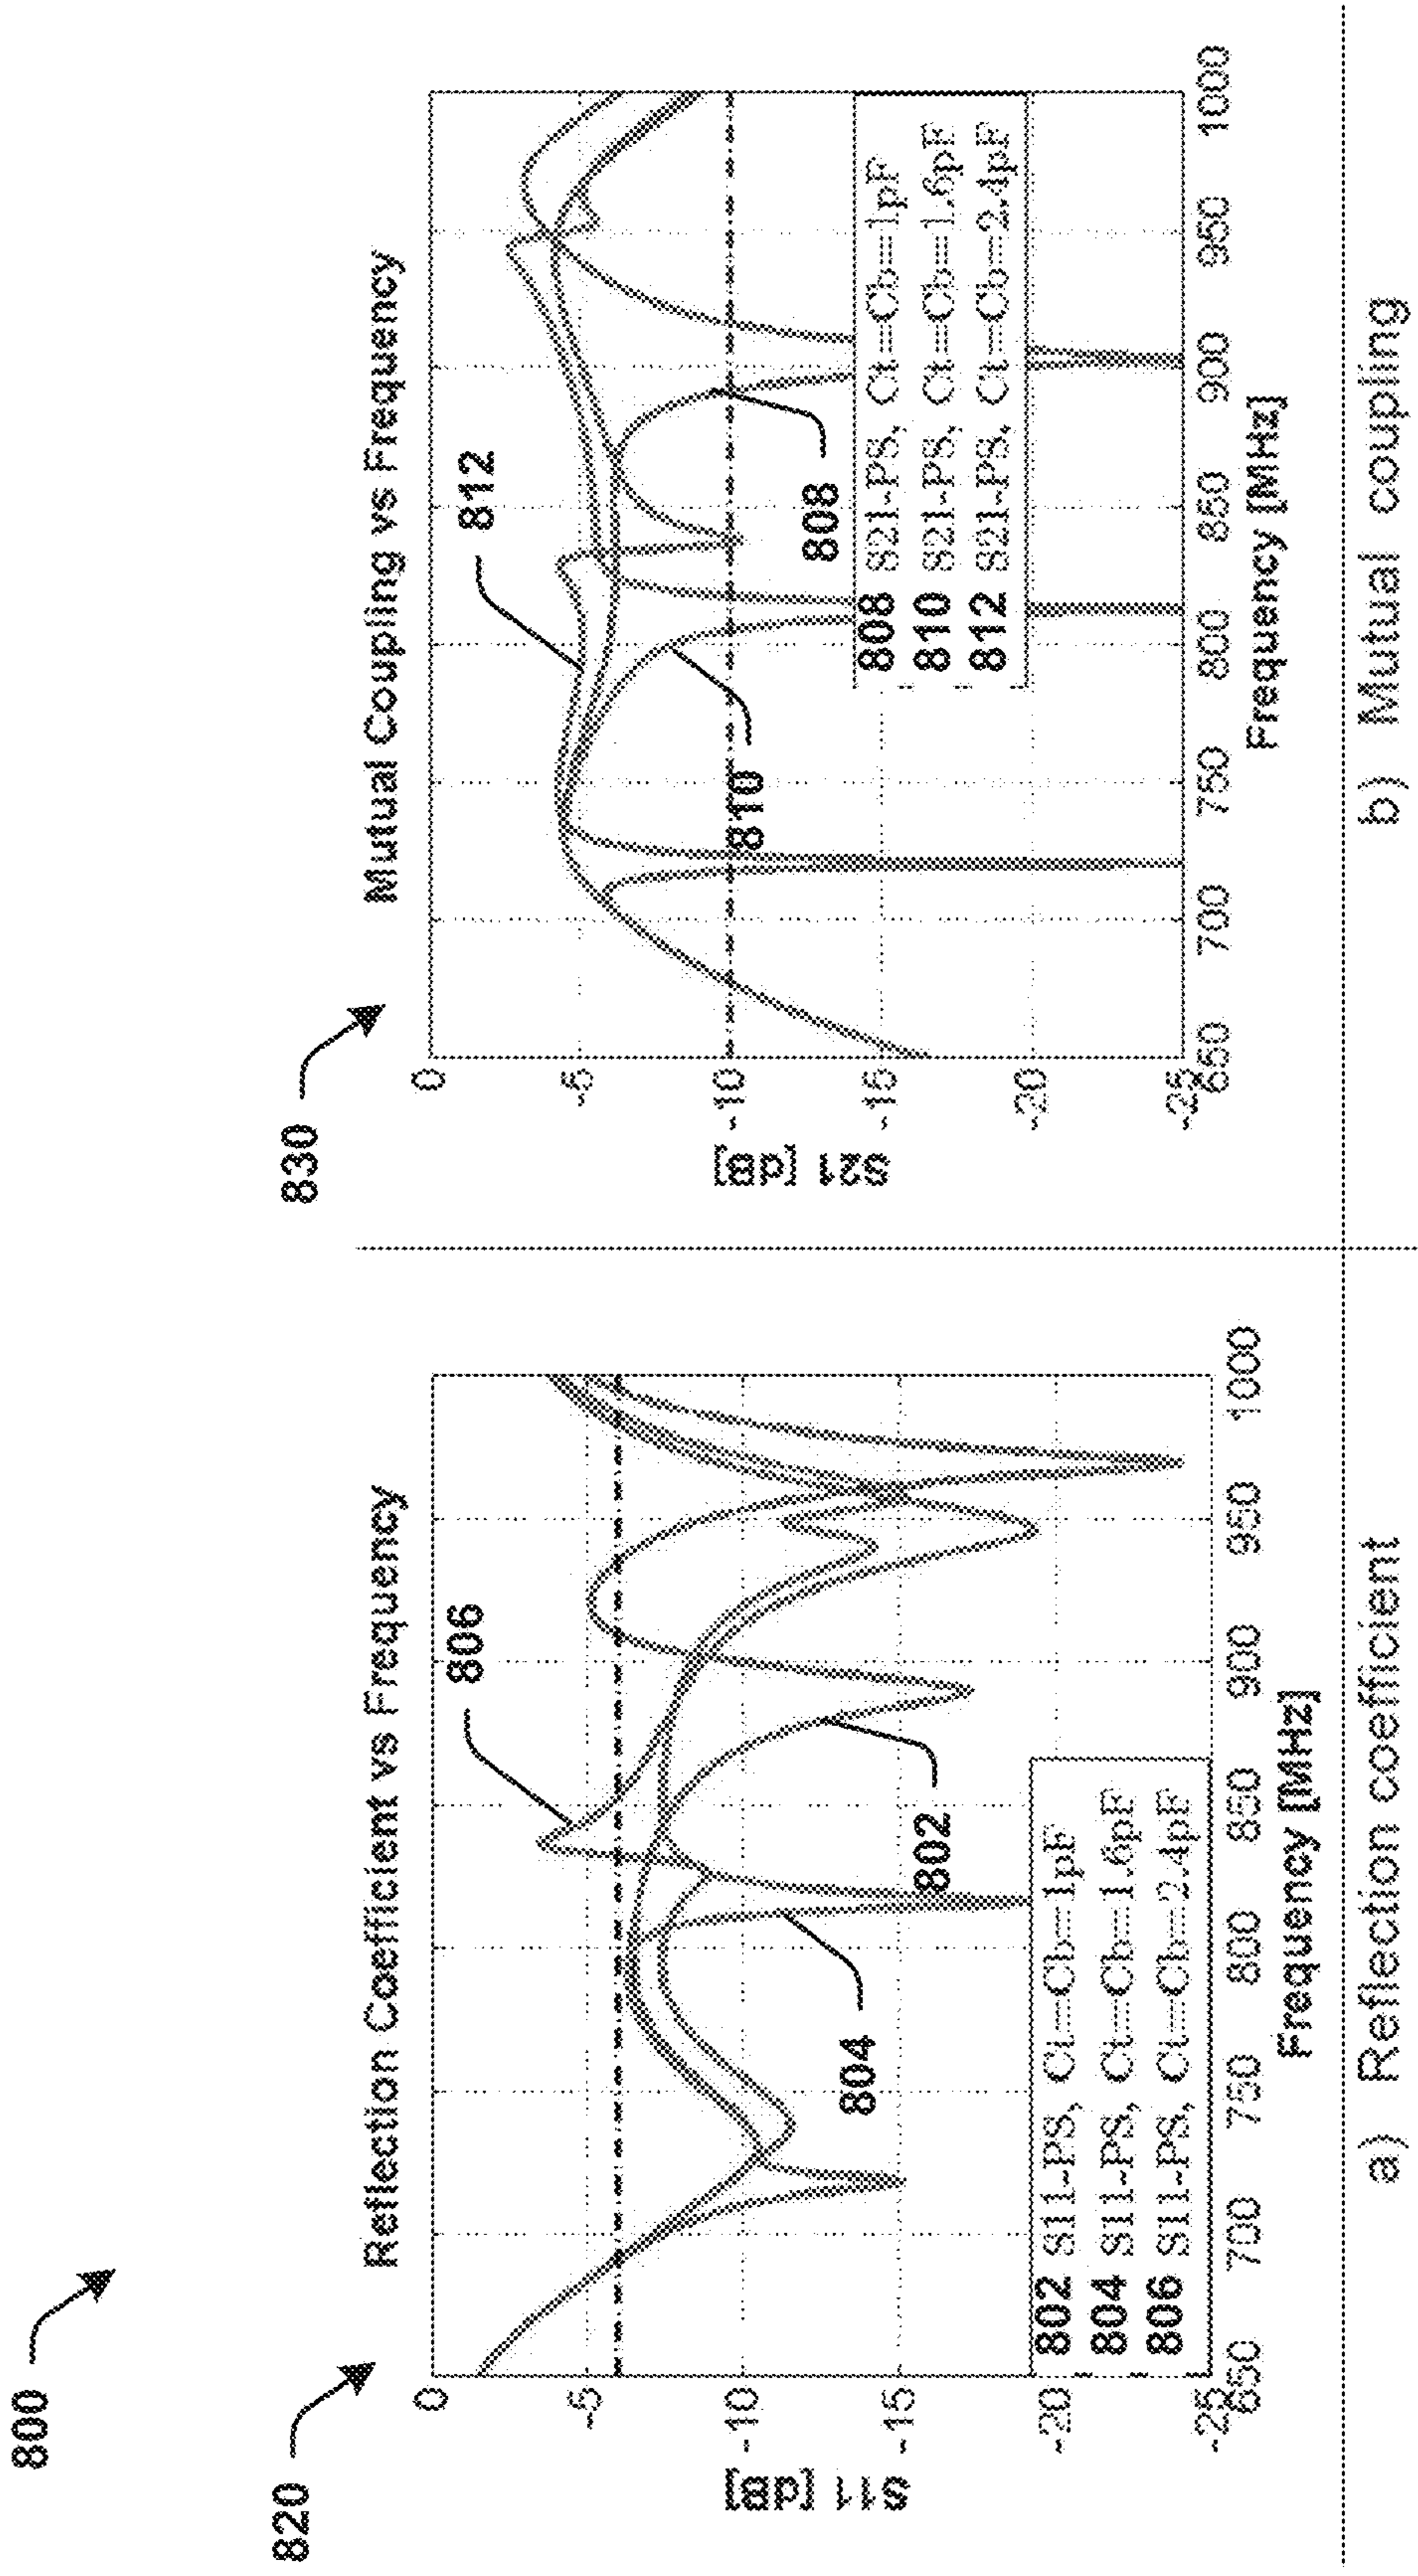 800
820
Reflection Coefficient vs Frequency
S11 [dB]
0
-5
-10
-15
-20
-25
806
802
804
802 S11-PS, Ct=Cb=1pF
804 S11-PS, Ct=Cb=1.6pF
806 S11-PS, Ct=Cb=2.4pF
650 700 750 800 850 900 950 1000
Frequency [MHz]
a) Reflection coefficient
830
Mutual Coupling vs Frequency
S21 [dB]
0
-5
-10
-15
-20
-25
812
810
808
808 S21-PS, Ct=Cb=1pF
810 S21-PS, Ct=Cb=1.6pF
812 S21-PS, Ct=Cb=2.4pF
650 700 750 800 850 900 950 1000
Frequency [MHz]
b) Mutual coupling